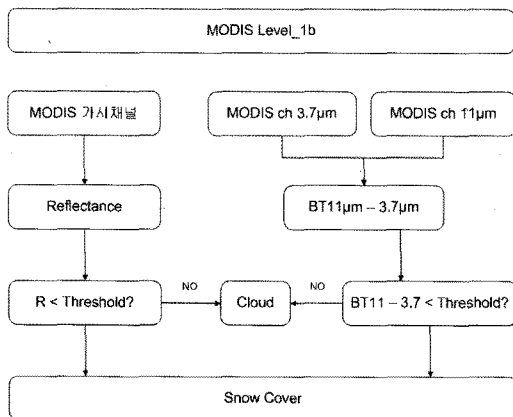 MODIS Level_1b
MODIS 가시채널
MODIS ch 3.7µm
MODIS ch 11µm
Reflectance
BT11µm – 3.7µm
R < Threshold?
NO
Cloud
NO
BT11 – 3.7 < Threshold?
Snow Cover